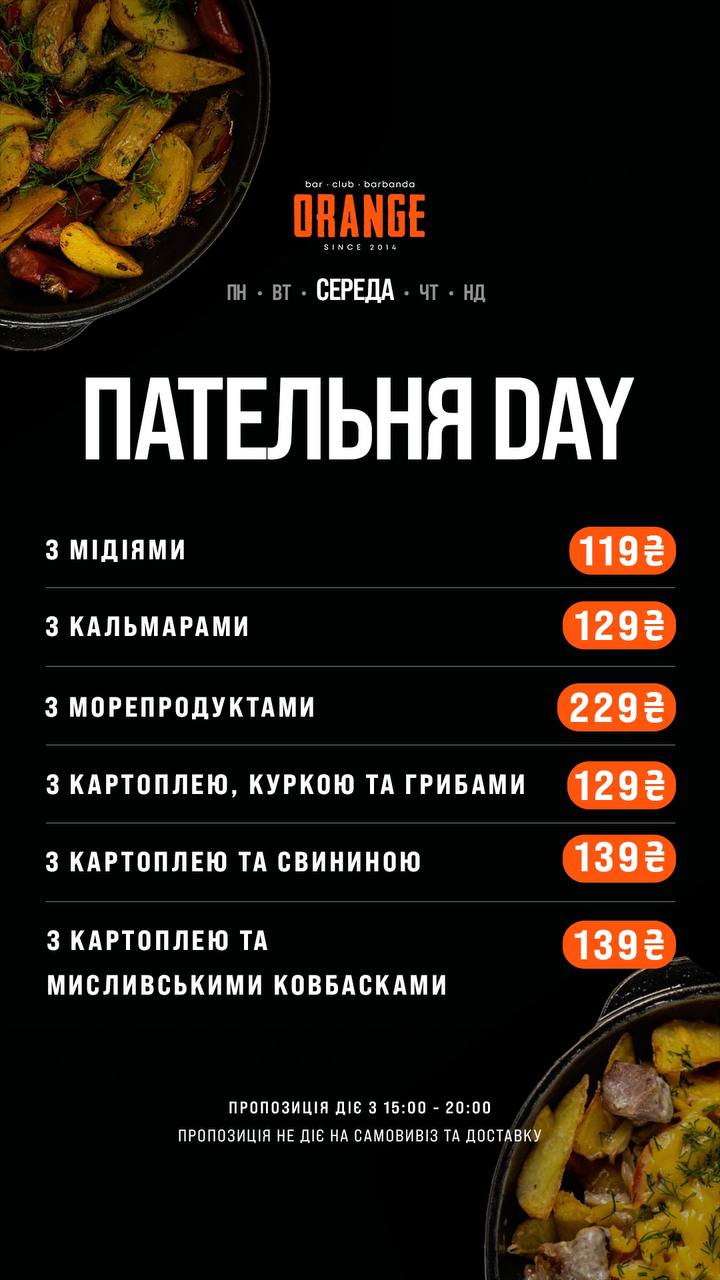 bar · club · barbanda
ORANGE
SINCE 2014
ПН · ВТ · СЕРЕДА · ЧТ · НД
ПАТЕЛЬНЯ DAY
З МІДІЯМИ 119₴
З КАЛЬМАРАМИ 129₴
З МОРЕПРОДУКТАМИ 229₴
З КАРТОПЛЕЮ, КУРКОЮ ТА ГРИБАМИ 129₴
З КАРТОПЛЕЮ ТА СВИНИНОЮ 139₴
З КАРТОПЛЕЮ ТА 139₴
МИСЛИВСЬКИМИ КОВБАСКАМИ
ПРОПОЗИЦІЯ ДІЄ З 15:00 - 20:00
ПРОПОЗИЦІЯ НЕ ДІЄ НА САМОВИВІЗ ТА ДОСТАВКУ